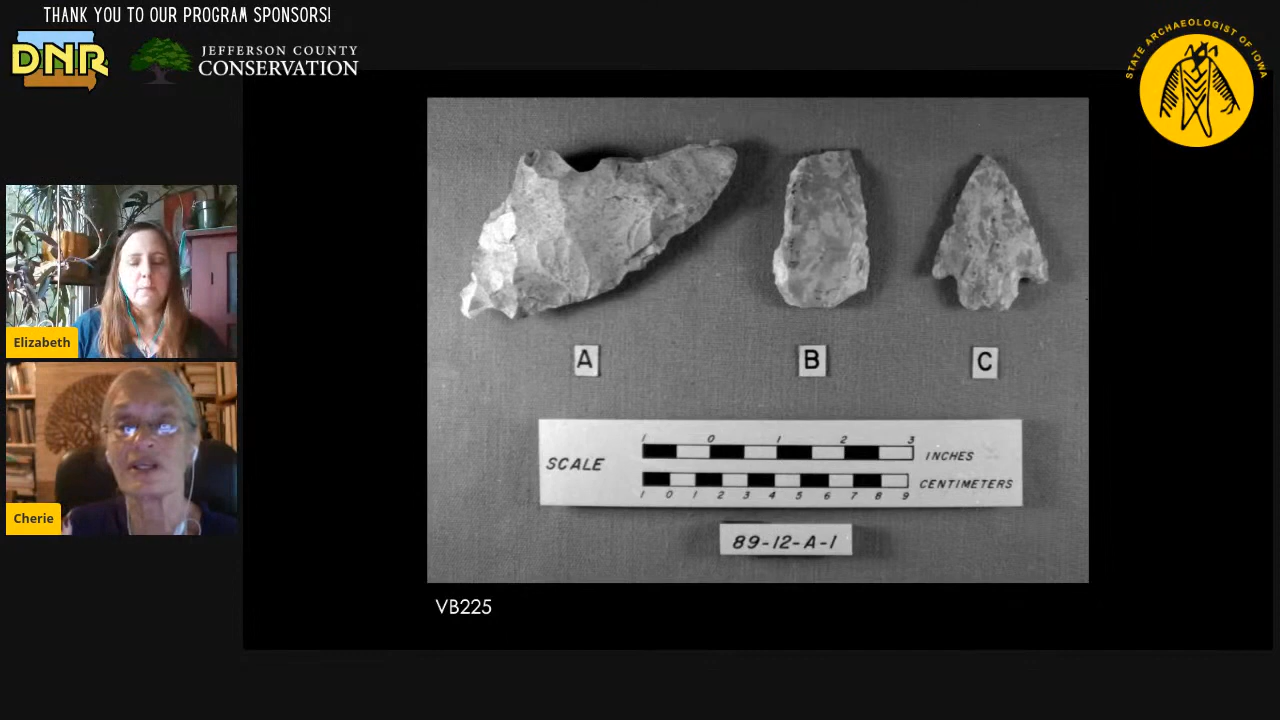 THANK YOU TO OUR PROGRAM SPONSORS!
DNR
JEFFERSON COUNTY
CONSERVATION
STATE ARCHAEOLOGIST OF IOWA
Elizabeth
Cherie
A
B
C
SCALE
1 0 1 2 3
INCHES
CENTIMETERS
1 0 1 2 3 4 5 6 7 8 9
89-12-A-1
VB225